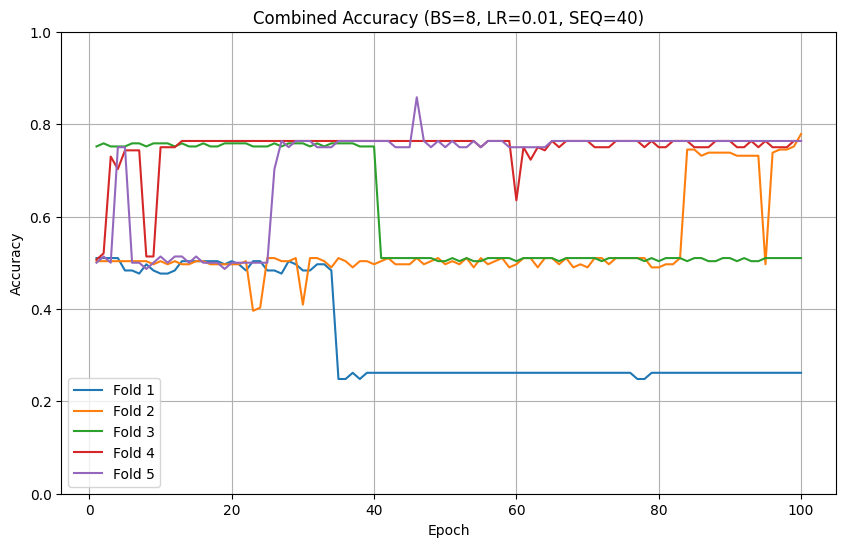 Combined Accuracy (BS=8, LR=0.01, SEQ=40)
1.0
0.8
0.6
0.4
0.2
0.0
Accuracy
Fold 1
Fold 2
Fold 3
Fold 4
Fold 5
0 20 40 60 80 100
Epoch